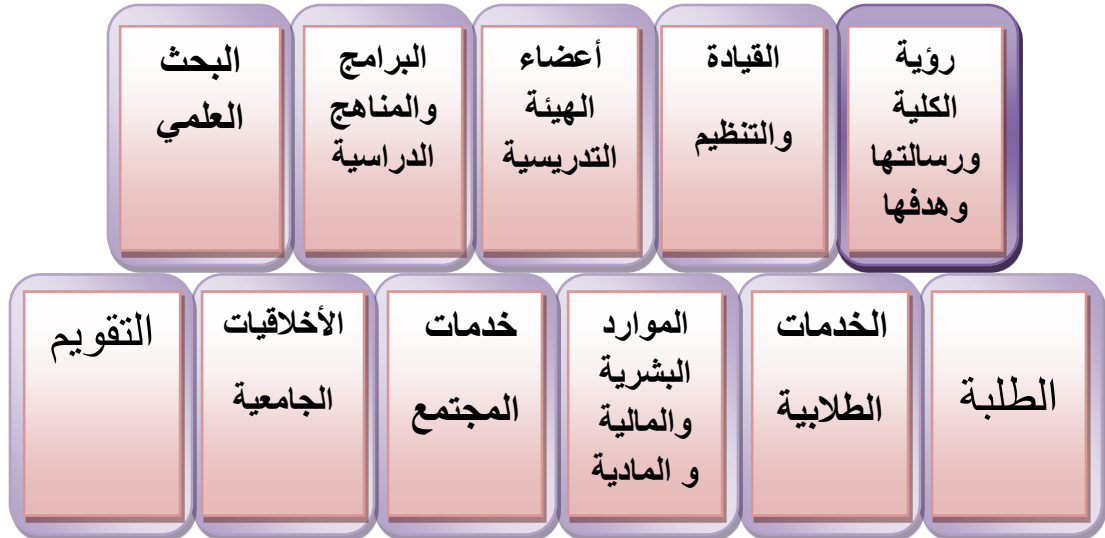 رؤية
الكلية
ورسالتها
وهدفها
القيادة
والتنظيم
أعضاء
الهيئة
التدريسية
البرامج
والمناهج
الدراسية
البحث
العلمي
الطلبة
الخدمات
الطلابية
الموارد
البشرية
والمالية
و المادية
خدمات
المجتمع
الأخلاقيات
الجامعية
التقويم